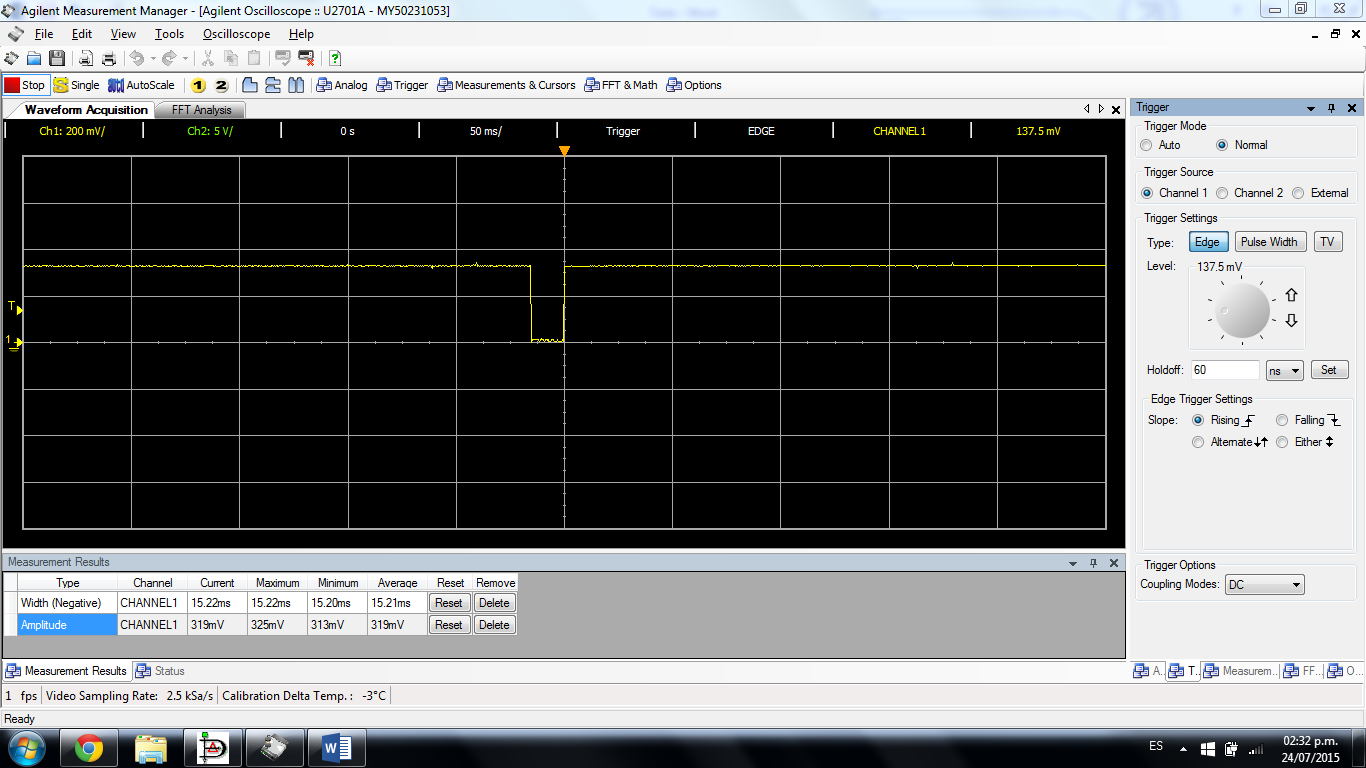 Agilent Measurement Manager - [Agilent Oscilloscope :: U2701A - MY50231053]
File Edit View Tools Oscilloscope Help
Stop Single AutoScale 1 2 Analog Trigger Measurements & Cursors FFT & Math Options
Waveform Acquisition FFT Analysis
Ch1: 200 mV/ Ch2: 5 V/ 0 s 50 ms/ Trigger EDGE CHANNEL1 137.5 mV
T
1
Trigger
Trigger Mode
Auto Normal
Trigger Source
Channel 1 Channel 2 External
Trigger Settings
Type: Edge Pulse Width TV
Level: 137.5 mV
Holdoff: 60 ns Set
Edge Trigger Settings
Slope: Rising Falling
Alternate Either
Trigger Options
Coupling Modes: DC
A.. T.. Measurem.. FF... O...
Measurement Results
Type Channel Current Maximum Minimum Average Reset Remove
Width (Negative) CHANNEL1 15.22ms 15.22ms 15.20ms 15.21ms Reset Delete
Amplitude CHANNEL1 319mV 325mV 313mV 319mV Reset Delete
Measurement Results Status
1 fps Video Sampling Rate: 2.5 kSa/s Calibration Delta Temp. : -3°C
Ready
ES 02:32 p.m.
24/07/2015